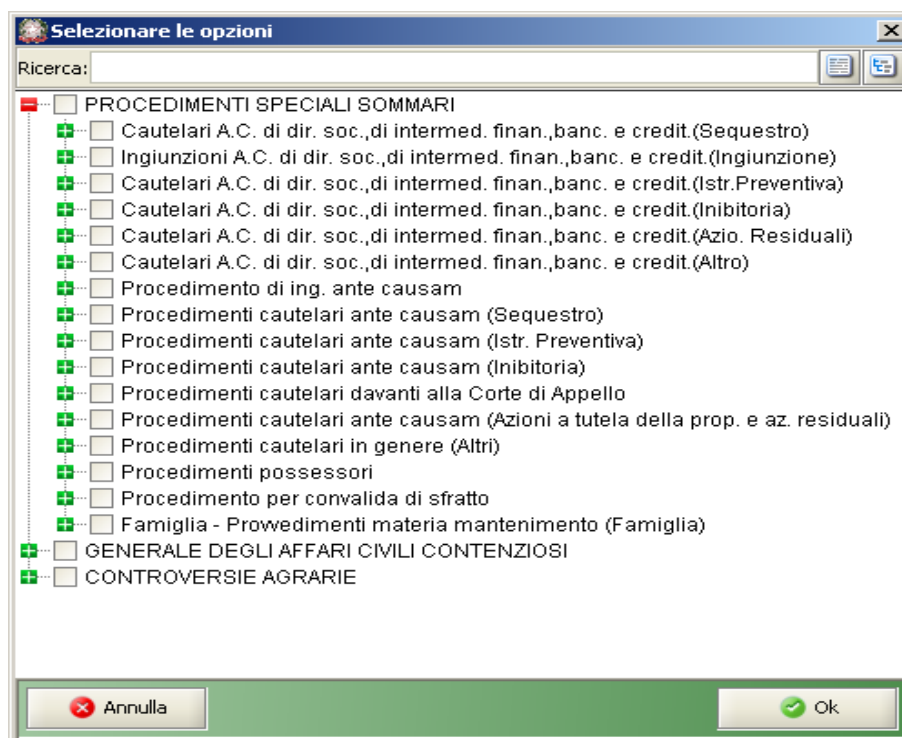 Selezionare le opzioni
Ricerca:
PROCEDIMENTI SPECIALI SOMMARI
Cautelari A.C. di dir. soc.,di intermed. finan.,banc. e credit.(Sequestro)
Ingiunzioni A.C. di dir. soc.,di intermed. finan.,banc. e credit.(Ingiunzione)
Cautelari A.C. di dir. soc.,di intermed. finan.,banc. e credit.(Istr.Preventiva)
Cautelari A.C. di dir. soc.,di intermed. finan.,banc. e credit.(Inibitoria)
Cautelari A.C. di dir. soc.,di intermed. finan.,banc. e credit.(Azio. Residuali)
Cautelari A.C. di dir. soc.,di intermed. finan.,banc. e credit.(Altro)
Procedimento di ing. ante causam
Procedimenti cautelari ante causam (Sequestro)
Procedimenti cautelari ante causam (Istr. Preventiva)
Procedimenti cautelari ante causam (Inibitoria)
Procedimenti cautelari davanti alla Corte di Appello
Procedimenti cautelari ante causam (Azioni a tutela della prop. e az. residuali)
Procedimenti cautelari in genere (Altri)
Procedimenti possessori
Procedimento per convalida di sfratto
Famiglia - Provvedimenti materia mantenimento (Famiglia)
GENERALE DEGLI AFFARI CIVILI CONTENZIOSI
CONTROVERSIE AGRARIE
Annulla
Ok